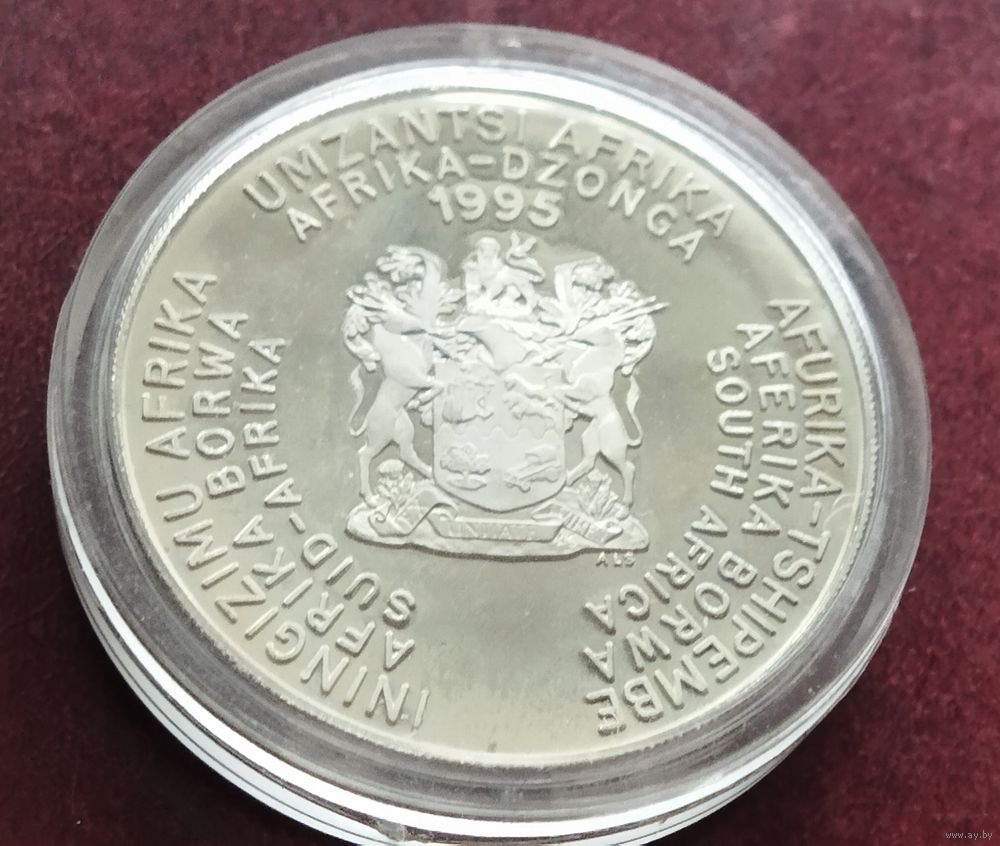 UMZANTSI AFRIKA
AFRIKA-DZONGA
1995
ININGIZIMU AFRIKA
AFRIKA BORWA
SUID-AFRIKA
AFURIKA-TSHIPEMBE
AFERIKA BORWA
SOUTH AFRICA
ALS
www.ay.by